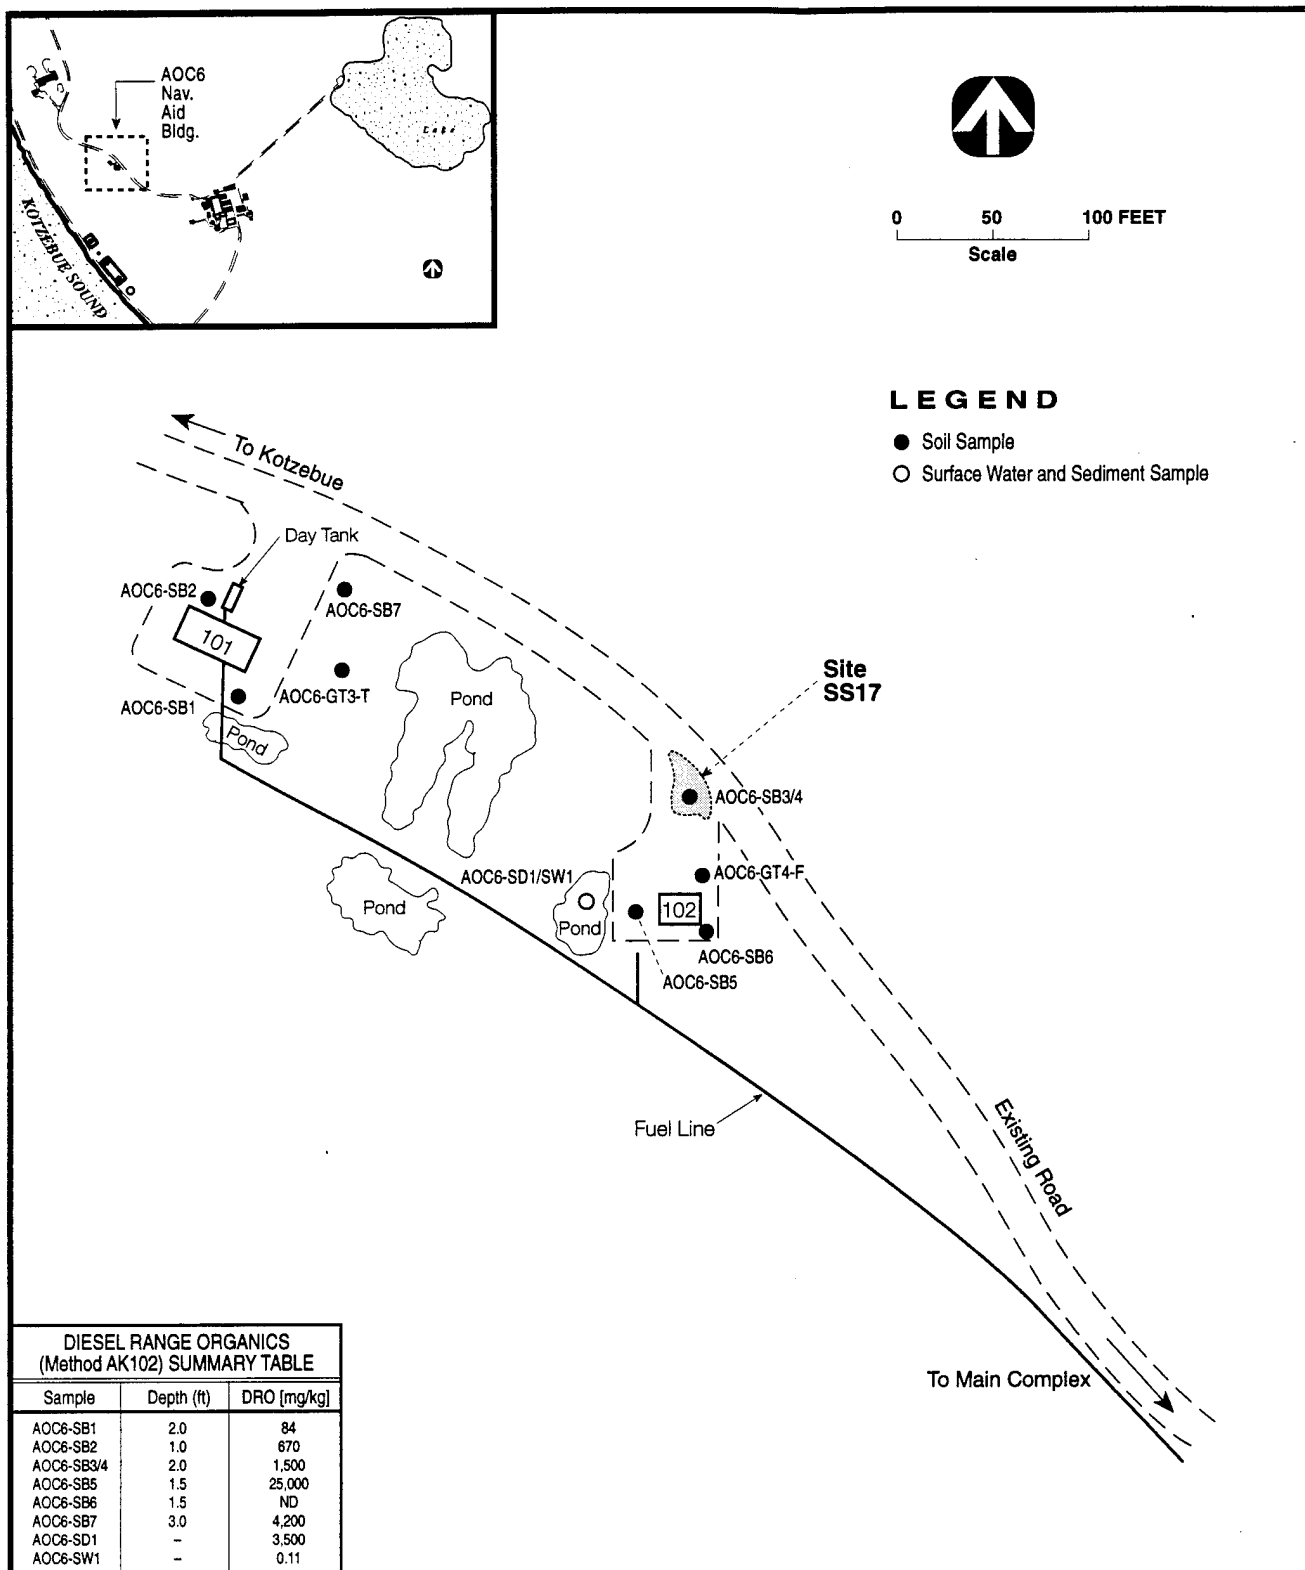 AOC6
Nav.
Aid
Bldg.
Lake
KOTZEBUE SOUND
0 50 100 FEET
Scale
LEGEND
Soil Sample
Surface Water and Sediment Sample
To Kotzebue
Day Tank
AOC6-SB2
AOC6-SB7
101
AOC6-GT3-T
AOC6-SB1
Pond
Pond
Site
SS17
AOC6-SB3/4
AOC6-SD1/SW1
AOC6-GT4-F
Pond
102
Pond
AOC6-SB6
AOC6-SB5
Fuel Line
Existing Road
To Main Complex
DIESEL RANGE ORGANICS
(Method AK102) SUMMARY TABLE
Sample Depth (ft) DRO [mg/kg]
AOC6-SB1 2.0 84
AOC6-SB2 1.0 670
AOC6-SB3/4 2.0 1,500
AOC6-SB5 1.5 25,000
AOC6-SB6 1.5 ND
AOC6-SB7 3.0 4,200
AOC6-SD1 – 3,500
AOC6-SW1 – 0.11